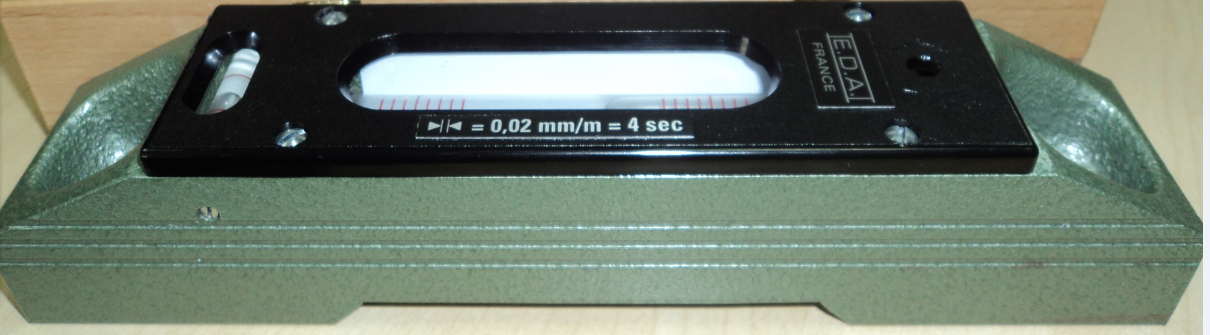 E.D.A.
FRANCE
= 0,02 mm/m = 4 sec